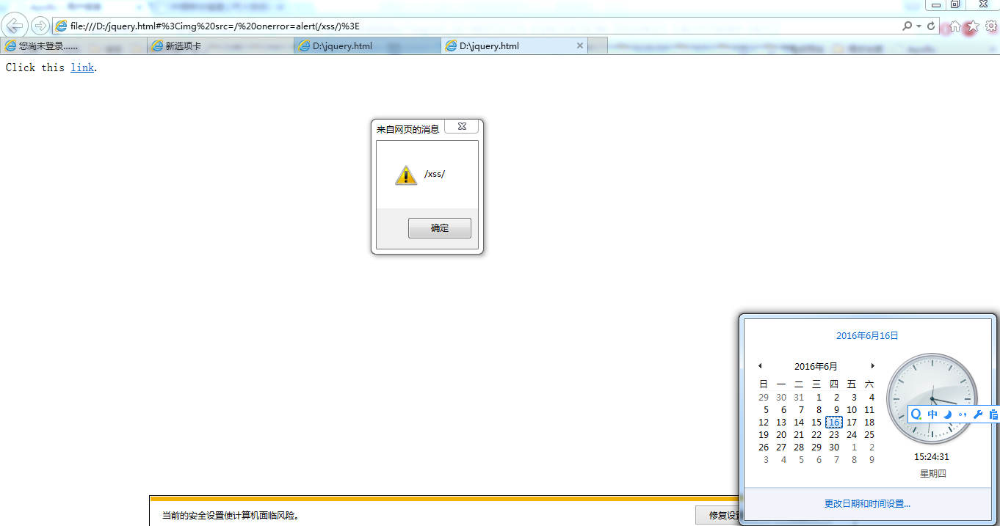 file:///D:/jquery.html#%3Cimg%20src=/%20onerror=alert(/xss/)%3E
您尚未登录......
新选项卡
D:\jquery.html
D:\jquery.html
Click this link.
来自网页的消息
/xss/
确定
2016年6月16日
2016年6月
日 一 二 三 四 五 六
29 30 31 1 2 3 4
5 6 7 8 9 10 11
12 13 14 15 16 17 18
19 20 21 22 23 24 25
26 27 28 29 30 1 2
3 4 5 6 7 8 9
中
15:24:31
星期四
更改日期和时间设置...
当前的安全设置使计算机面临风险。
修复设